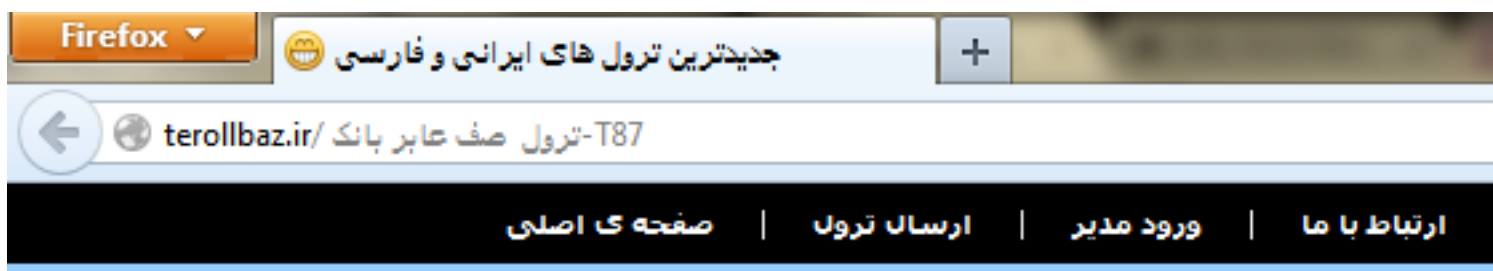 Firefox
جدیدترین ترول های ایرانی و فارسی
terollbaz.ir/ترول صف عابر بانک-T87
صفحه ی اصلی | ارسال ترول | ورود مدیر | ارتباط با ما